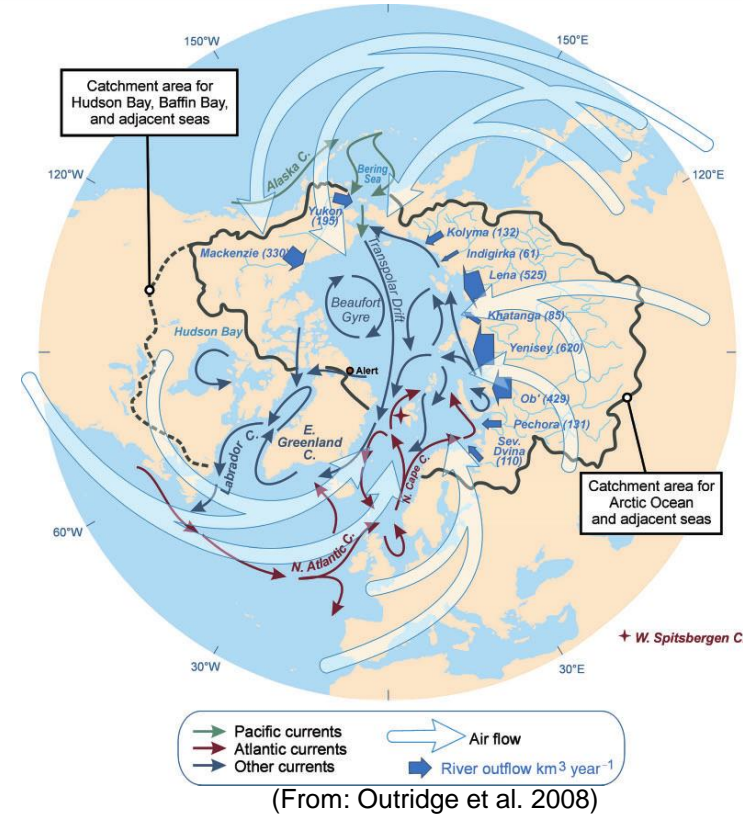 150°W
150°E
Catchment area for
Hudson Bay, Baffin Bay,
and adjacent seas
120°W
120°E
Alaska C.
Bering
Sea
Yukon
(195)
Kolyma (132)
Mackenzie (330)
Indigirka (61)
Transpolar Drift
Lena (525)
Beaufort
Gyre
Khatanga (85)
Hudson Bay
Yenisey (620)
Alert
Ob' (429)
E.
Greenland
C.
Pechora (131)
Sev.
Dvina
(110)
Labrador C.
N. Cape C.
Catchment area for
Arctic Ocean
and adjacent seas
60°W
N. Atlantic C.
W. Spitsbergen C.
30°W
30°E
Pacific currents
Atlantic currents
Other currents
Air flow
River outflow km³ year⁻¹
(From: Outridge et al. 2008)